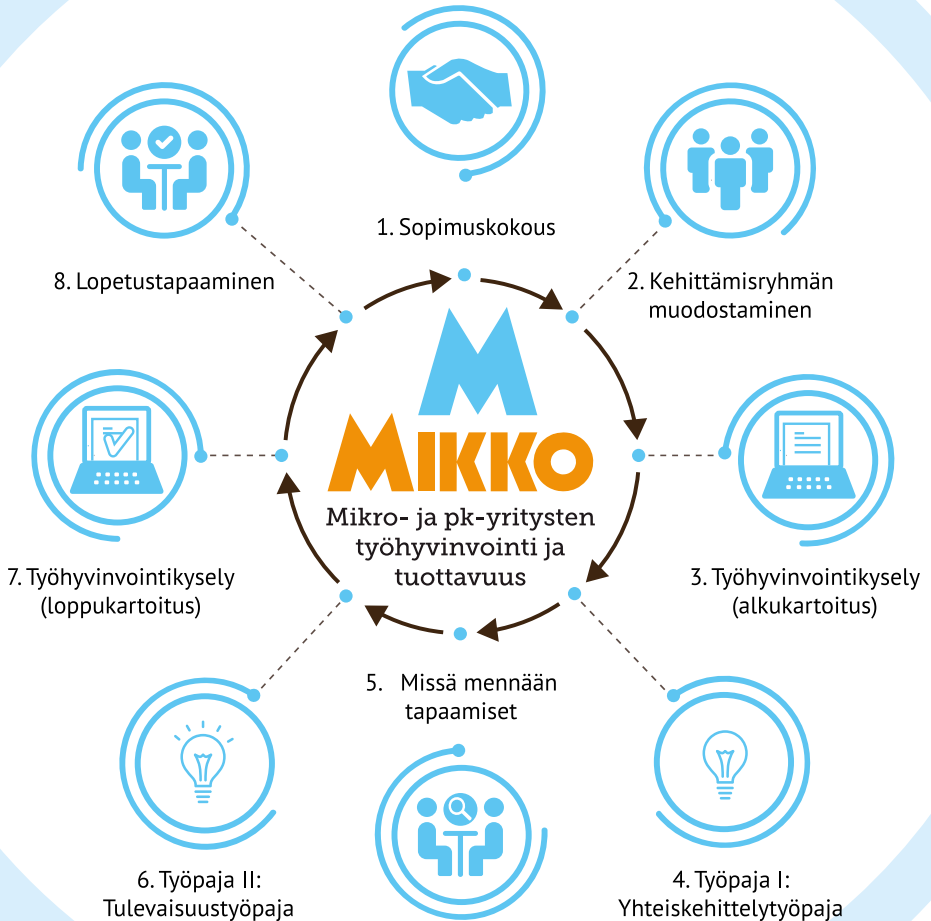 1. Sopimuskokous
2. Kehittämisryhmän
muodostaminen
3. Työhyvinvointikysely
(alkukartoitus)
4. Työpaja I:
Yhteiskehittelytyöpaja
5. Missä mennään
tapaamiset
6. Työpaja II:
Tulevaisuustyöpaja
7. Työhyvinvointikysely
(loppukartoitus)
8. Lopetustapaaminen
M
MIKKO
Mikro- ja pk-yritysten
työhyvinvointi ja
tuottavuus